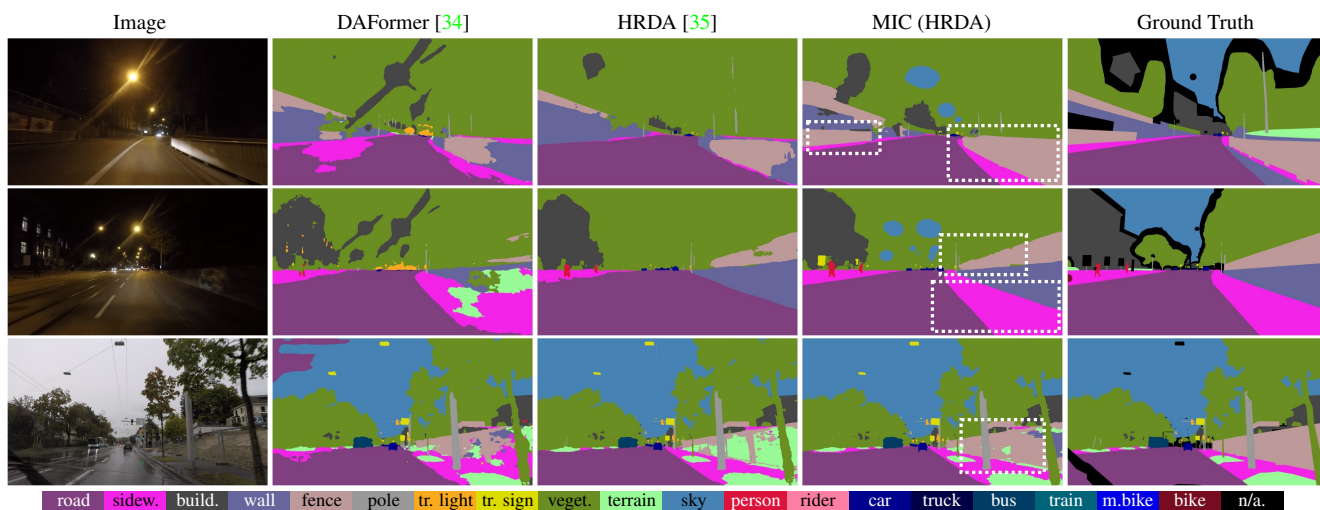 Image DAFormer [34] HRDA [35] MIC (HRDA) Ground Truth
road sidew. build. wall fence pole tr. light tr. sign veget. terrain sky person rider car truck bus train m.bike bike n/a.